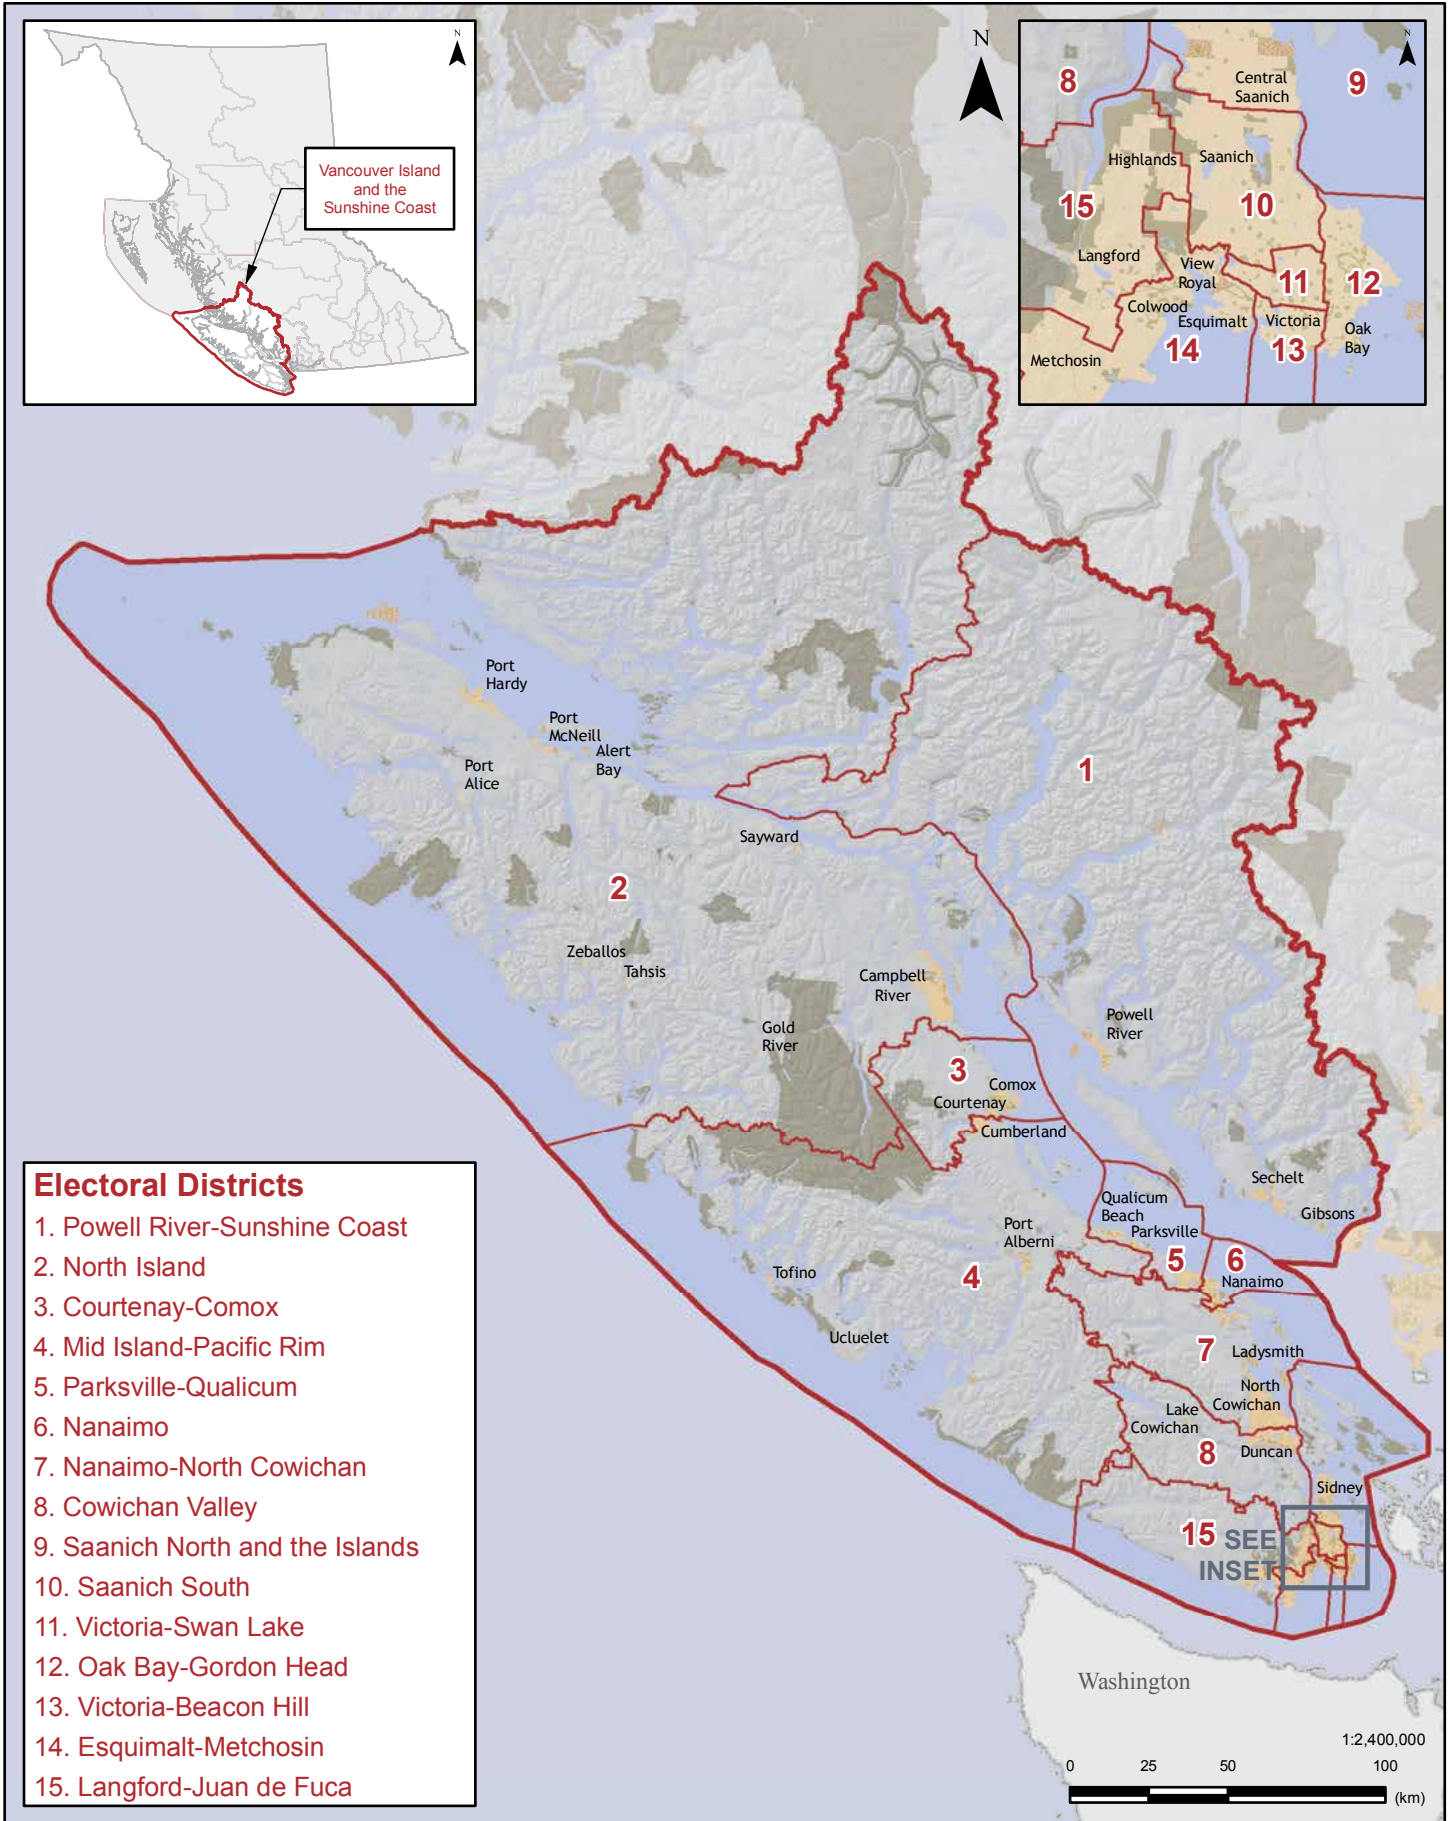 N
Vancouver Island
and the
Sunshine Coast
N
N
8
Central
Saanich
9
Highlands
Saanich
15
10
Langford
View
Royal
11
12
Colwood
Esquimalt
Victoria
Oak
Bay
14
13
Metchosin
Port
Hardy
Port
McNeill
Alert
Bay
Port
Alice
1
Sayward
2
Zeballos
Tahsis
Campbell
River
Gold
River
Powell
River
3
Comox
Courtenay
Cumberland
Sechelt
Gibsons
Qualicum
Beach
Parksville
Port
Alberni
5
6
Nanaimo
4
Tofino
Ucluelet
7
Ladysmith
North
Cowichan
Lake
Cowichan
8
Duncan
Sidney
15
SEE
INSET
Washington
Electoral Districts
1. Powell River-Sunshine Coast
2. North Island
3. Courtenay-Comox
4. Mid Island-Pacific Rim
5. Parksville-Qualicum
6. Nanaimo
7. Nanaimo-North Cowichan
8. Cowichan Valley
9. Saanich North and the Islands
10. Saanich South
11. Victoria-Swan Lake
12. Oak Bay-Gordon Head
13. Victoria-Beacon Hill
14. Esquimalt-Metchosin
15. Langford-Juan de Fuca
1:2,400,000
0 25 50 100
(km)